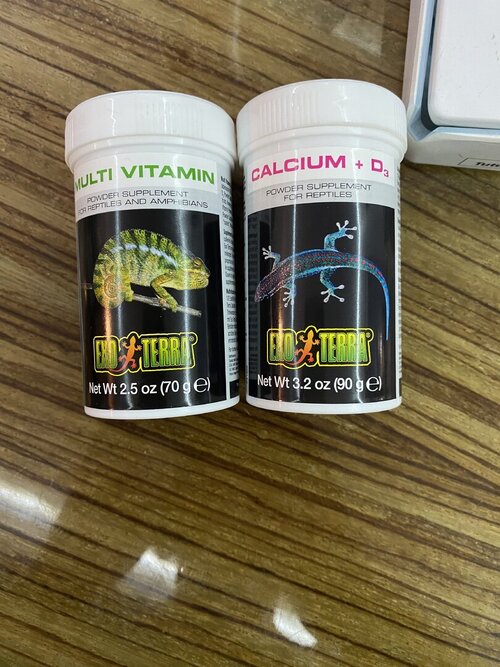 MULTI VITAMIN
POWDER SUPPLEMENT
FOR REPTILES AND AMPHIBIANS
EXO TERRA
Net Wt 2.5 oz (70 g) e
CALCIUM + D3
POWDER SUPPLEMENT
FOR REPTILES
EXO TERRA
Net Wt 3.2 oz (90 g) e